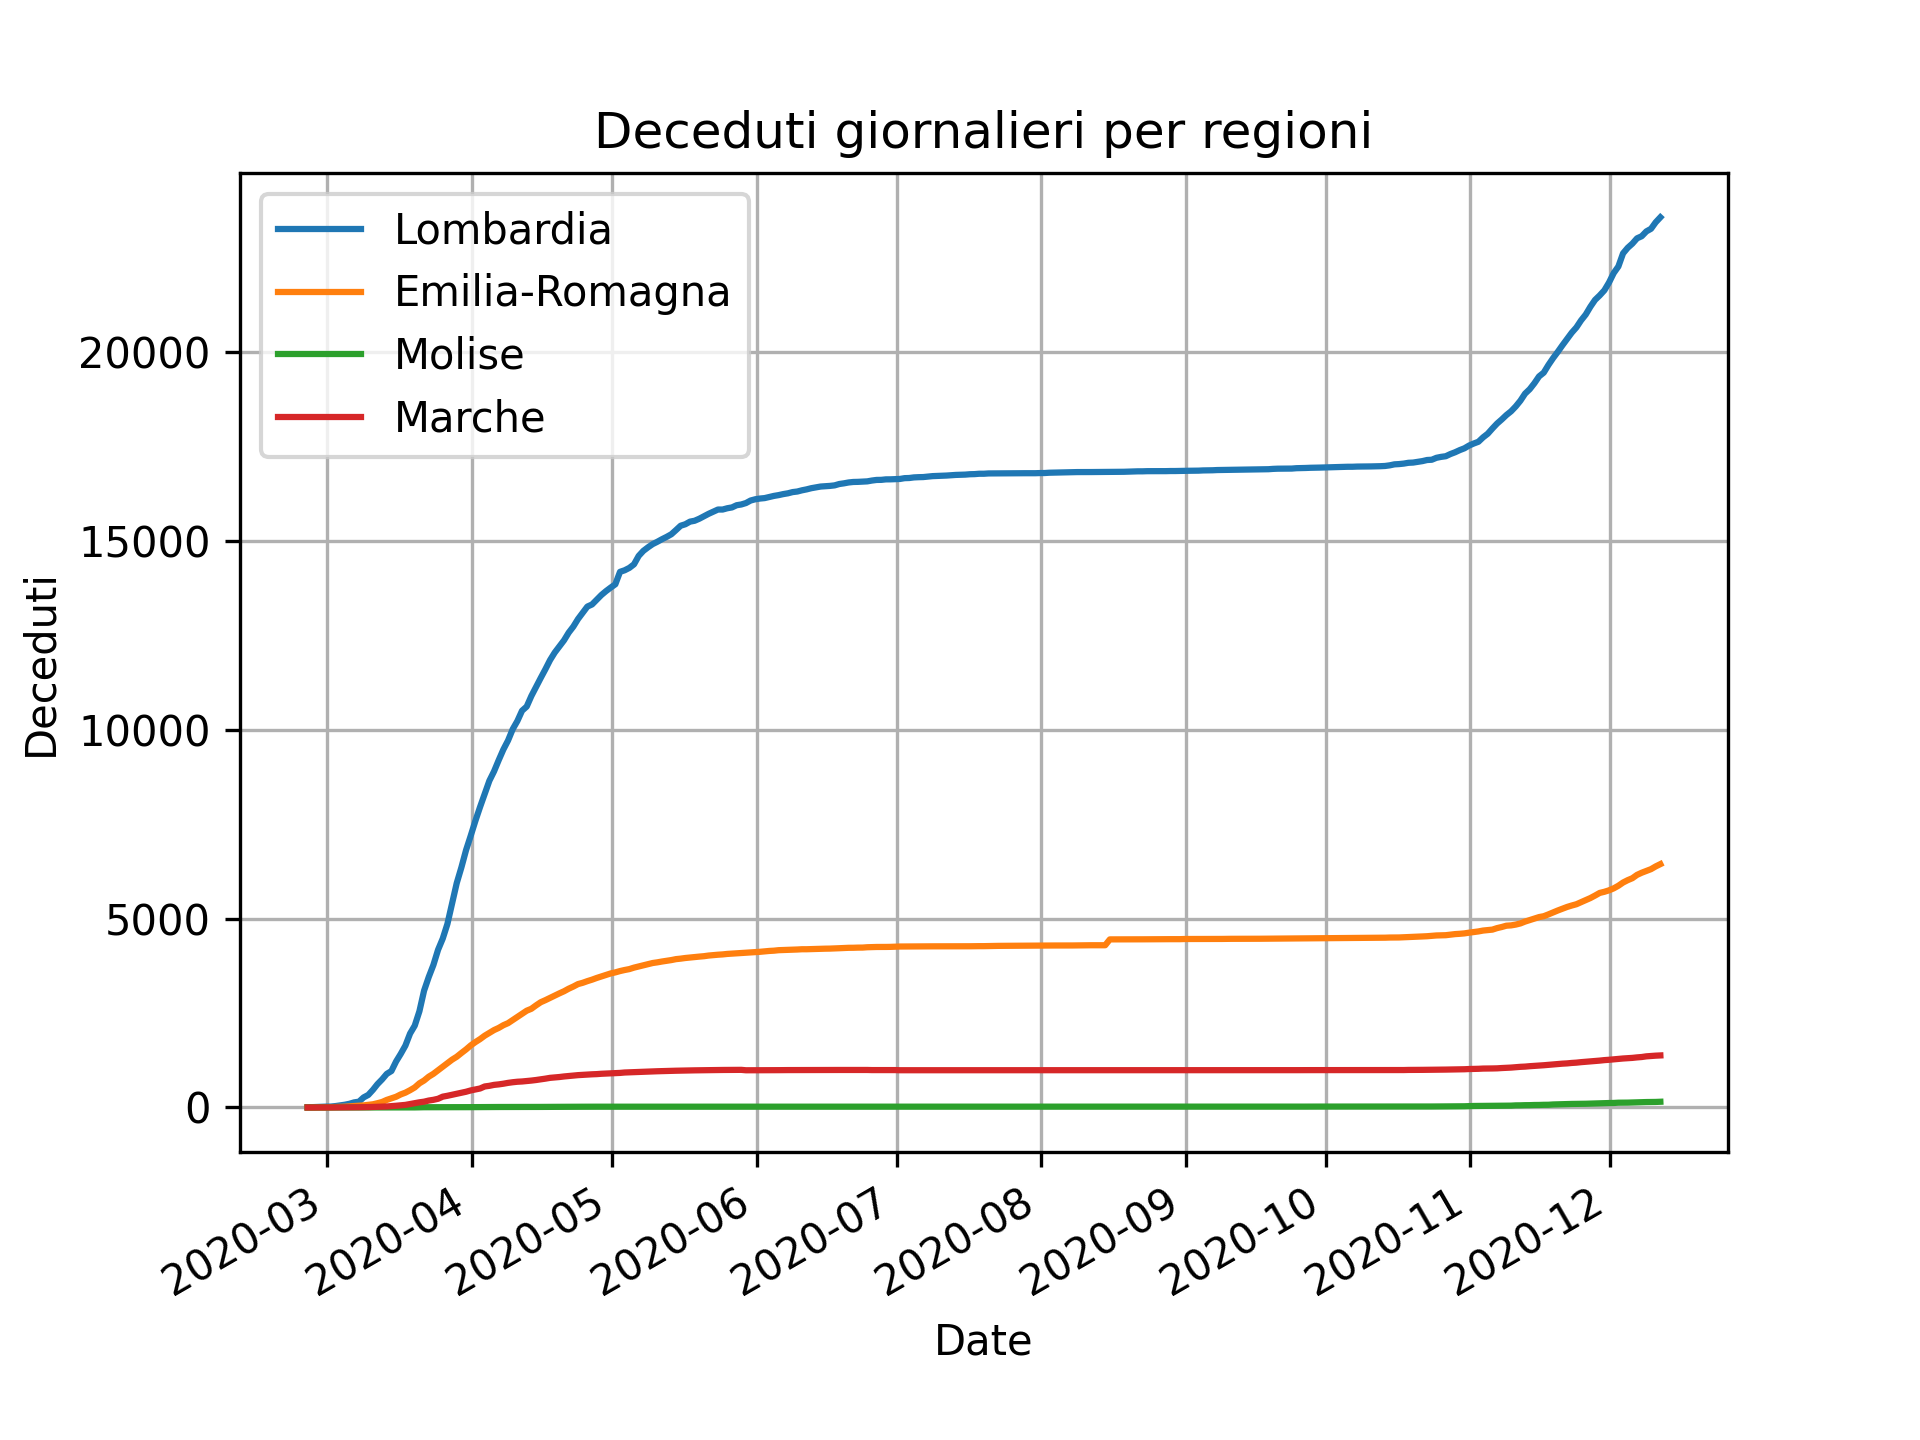 Deceduti giornalieri per regioni
Lombardia
Emilia-Romagna
Molise
Marche
Deceduti
20000
15000
10000
5000
0
2020-03
2020-04
2020-05
2020-06
2020-07
2020-08
2020-09
2020-10
2020-11
2020-12
Date